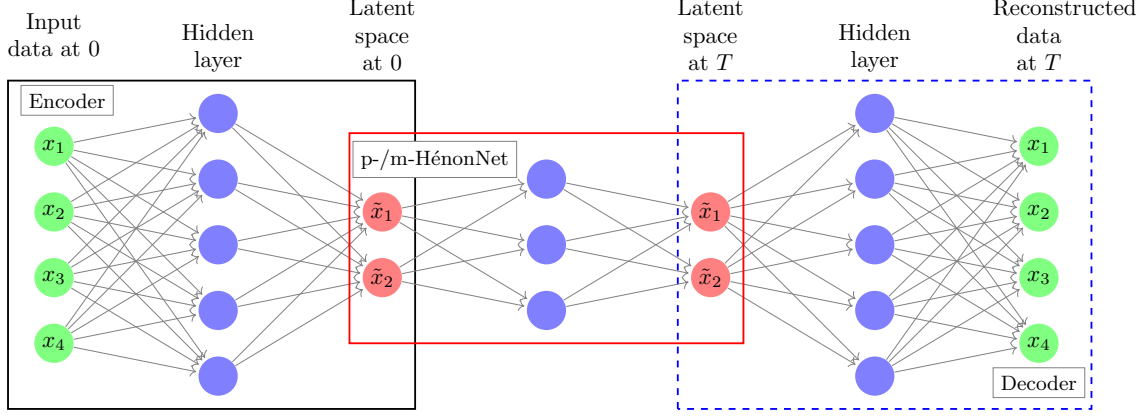 Input
data at 0
Hidden
layer
Latent
space
at 0
Latent
space
at T
Hidden
layer
Reconstructed
data
at T
Encoder
p-/m-HénonNet
x₁
x₂
x₃
x₄
x̃₁
x̃₂
x̃₁
x̃₂
x₁
x₂
x₃
x₄
Decoder